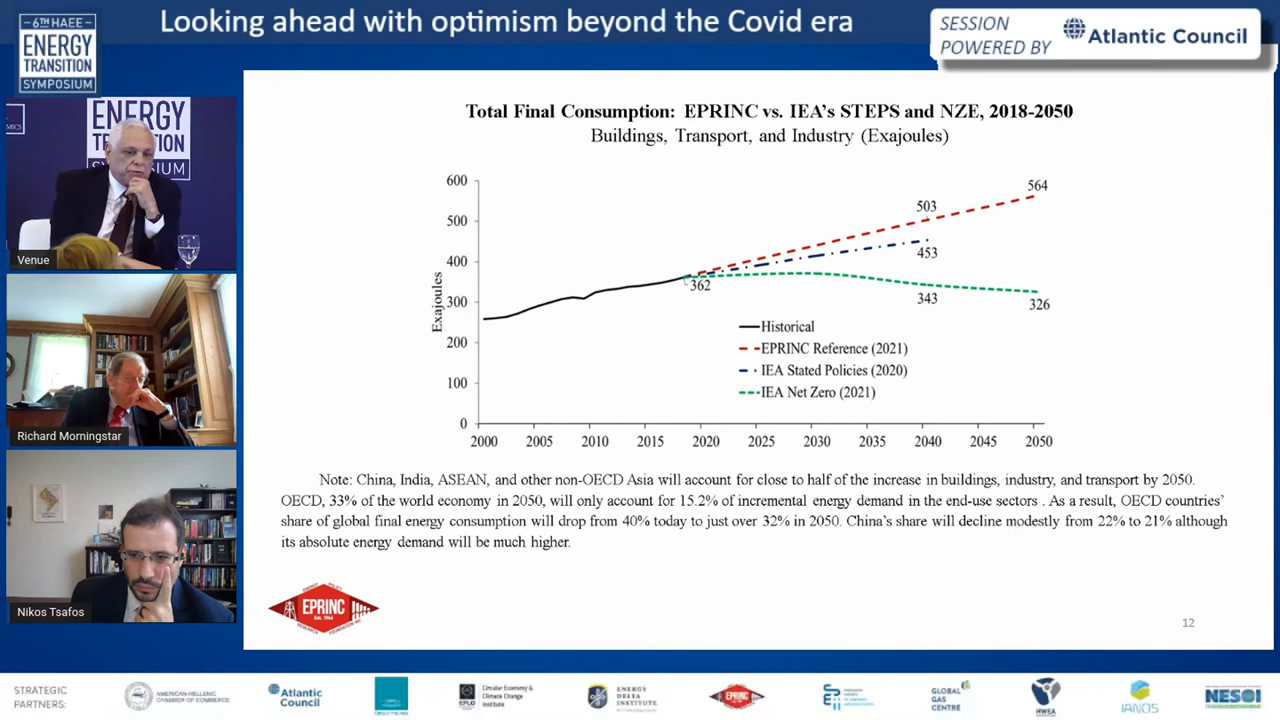 Looking ahead with optimism beyond the Covid era
6TH HAEE
ENERGY
TRANSITION
SYMPOSIUM
SESSION
POWERED BY
Atlantic Council
ENERGY
Venue
Richard Morningstar
Nikos Tsafos
Total Final Consumption: EPRINC vs. IEA's STEPS and NZE, 2018-2050
Buildings, Transport, and Industry (Exajoules)
Exajoules
600
500
400
300
200
100
0
2000 2005 2010 2015 2020 2025 2030 2035 2040 2045 2050
564
503
453
362
343
326
Historical
EPRINC Reference (2021)
IEA Stated Policies (2020)
IEA Net Zero (2021)
Note: China, India, ASEAN, and other non-OECD Asia will account for close to half of the increase in buildings, industry, and transport by 2050.
OECD, 33% of the world economy in 2050, will only account for 15.2% of incremental energy demand in the end-use sectors . As a result, OECD countries'
share of global final energy consumption will drop from 40% today to just over 32% in 2050. China's share will decline modestly from 22% to 21% although
its absolute energy demand will be much higher.
EPRINC
Est. 1944
12
STRATEGIC
PARTNERS:
AMERICAN-HELLENIC
CHAMBER OF COMMERCE
Atlantic
Council
Circular Economy &
Climate Change
Institute
ENERGY
DELTA
INSTITUTE
EPRINC
GLOBAL
GAS
CENTRE
HWEA
IANOS
NESOI